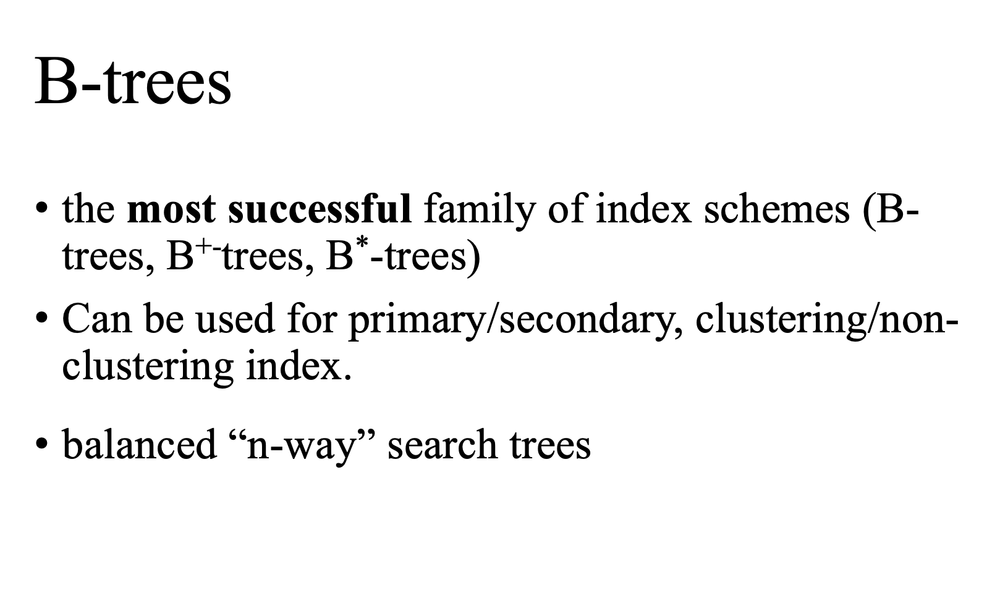 B-trees
• the most successful family of index schemes (B-
trees, B⁺⁻trees, B*-trees)
• Can be used for primary/secondary, clustering/non-
clustering index.
• balanced “n-way” search trees